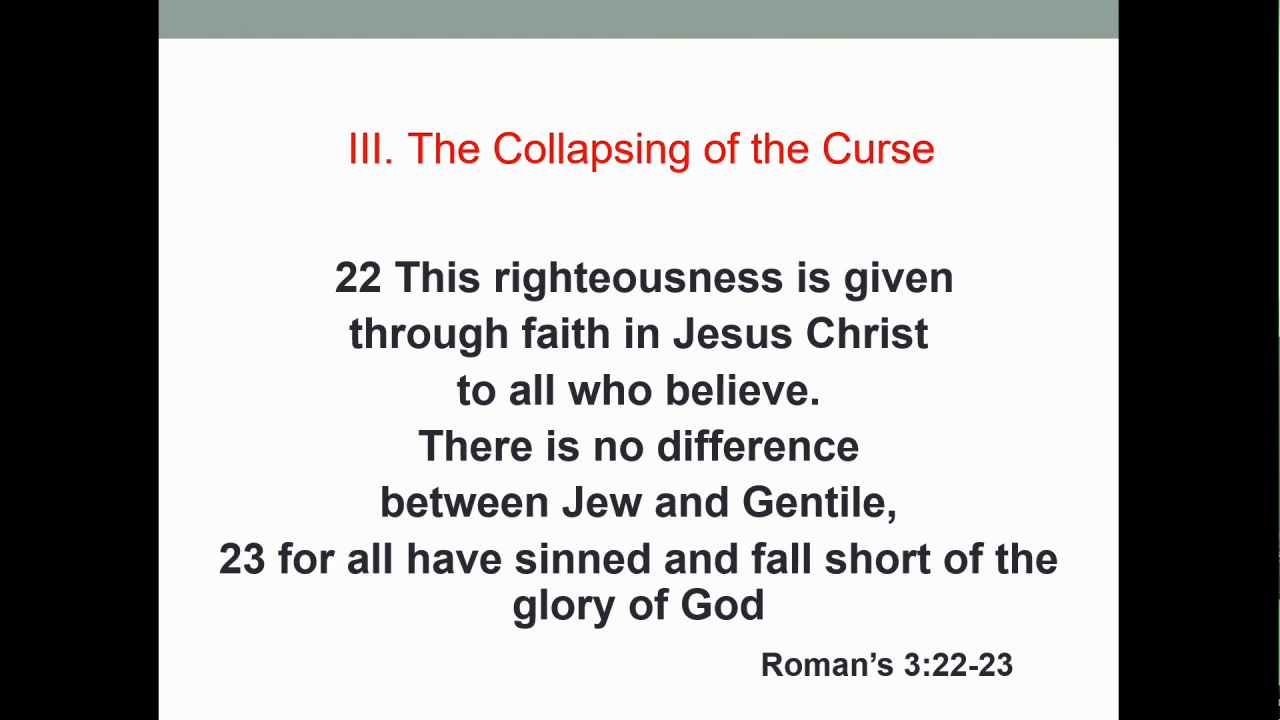 III. The Collapsing of the Curse
22 This righteousness is given
through faith in Jesus Christ
to all who believe.
There is no difference
between Jew and Gentile,
23 for all have sinned and fall short of the
glory of God
Roman’s 3:22-23